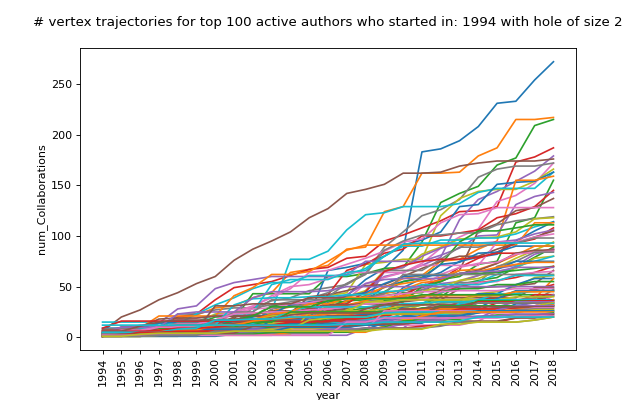 # vertex trajectories for top 100 active authors who started in: 1994 with hole of size 2
250
200
150
100
50
0
num_Collaborations
1994 1995 1996 1997 1998 1999 2000 2001 2002 2003 2004 2005 2006 2007 2008 2009 2010 2011 2012 2013 2014 2015 2016 2017 2018
year